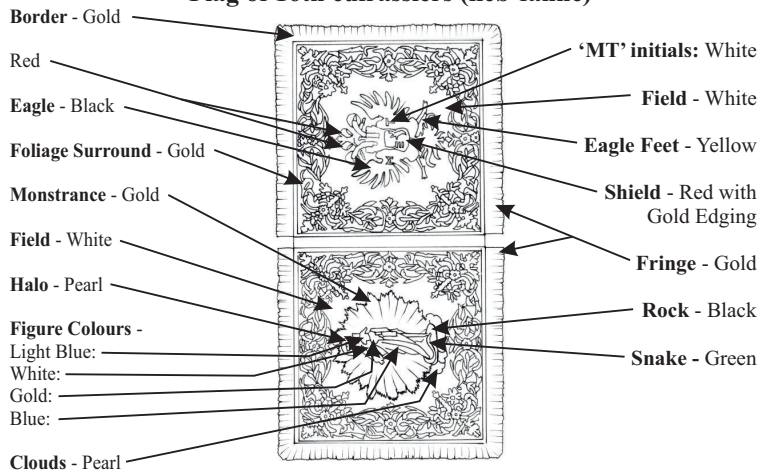 Border - Gold
Red
Eagle - Black
Foliage Surround - Gold
Monstrance - Gold
Field - White
Halo - Pearl
Figure Colours -
Light Blue:
White:
Gold:
Blue:
Clouds - Pearl
'MT' initials: White
Field - White
Eagle Feet - Yellow
Shield - Red with
Gold Edging
Fringe - Gold
Rock - Black
Snake - Green